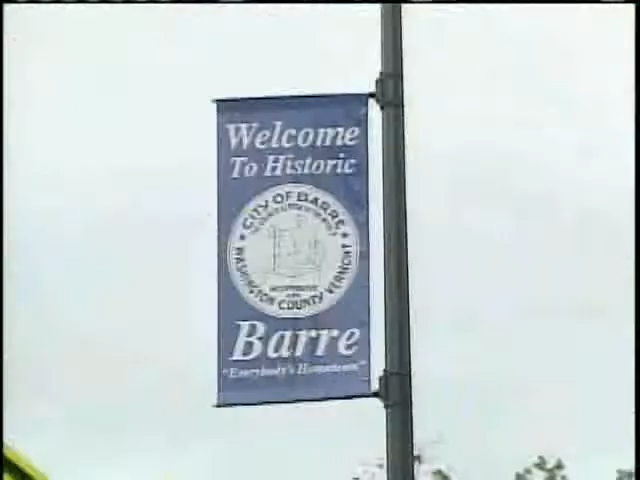 Welcome
To Historic
CITY OF BARRE
WASHINGTON COUNTY VERMONT
Barre
"Everybody's Hometown"